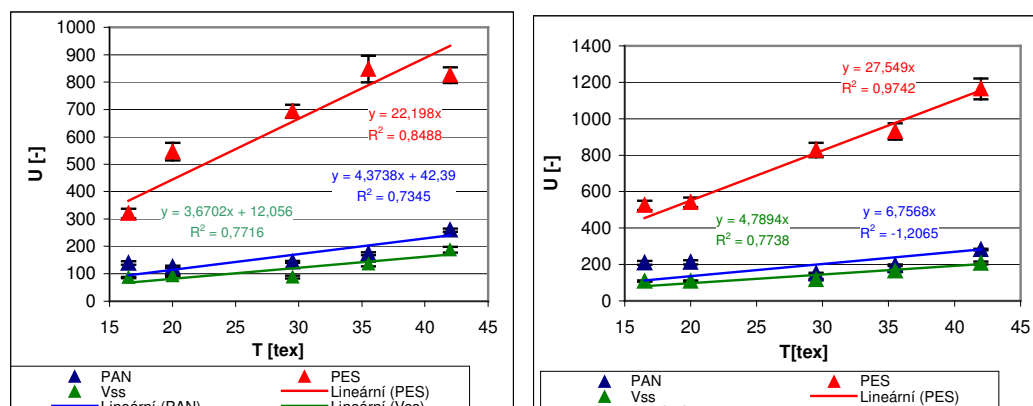 1000
900
800
700
600
500
400
300
200
100
0
U [-]
y = 22,198x
R² = 0,8488
y = 4,3738x + 42,39
R² = 0,7345
y = 3,6702x + 12,056
R² = 0,7716
15 20 25 30 35 40 45
T [tex]
PAN PES
Vss Lineární (PES)
Lineární (PAN) Lineární (Vss)
1400
1200
1000
800
600
400
200
0
U [-]
y = 27,549x
R² = 0,9742
y = 4,7894x
R² = 0,7738
y = 6,7568x
R² = -1,2065
15 20 25 30 35 40 45
T[tex]
PAN PES
Vss Lineární (PES)